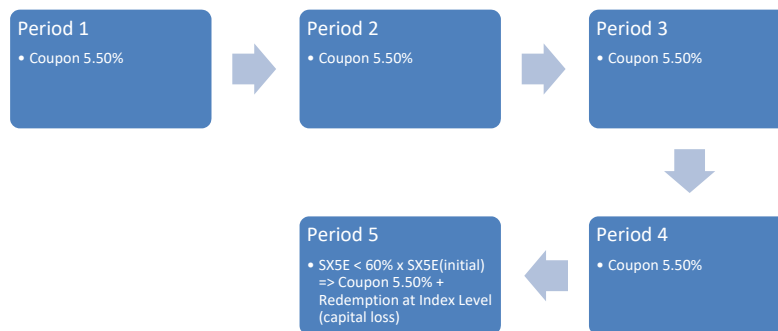 Period 1
• Coupon 5.50%
Period 2
• Coupon 5.50%
Period 3
• Coupon 5.50%
Period 4
• Coupon 5.50%
Period 5
• SX5E < 60% x SX5E(initial)
=> Coupon 5.50% +
Redemption at Index Level
(capital loss)